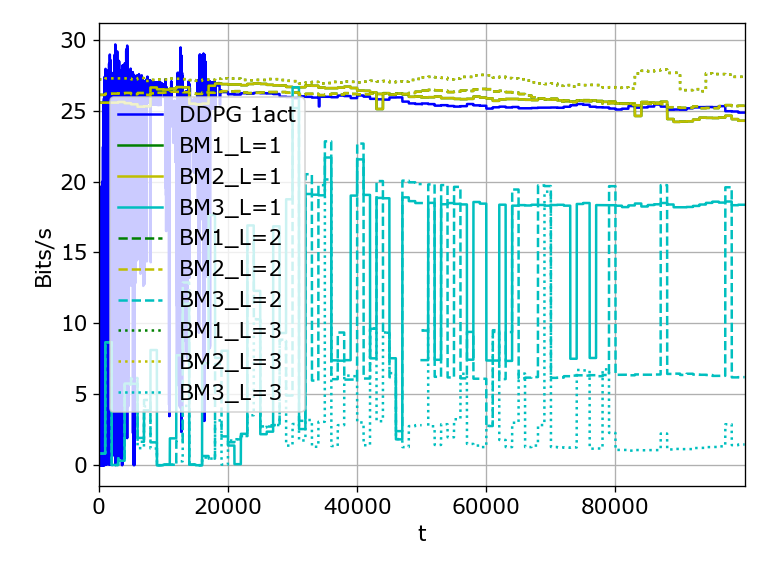 30
25
20
15
10
5
0
Bits/s
DDPG 1act
BM1_L=1
BM2_L=1
BM3_L=1
BM1_L=2
BM2_L=2
BM3_L=2
BM1_L=3
BM2_L=3
BM3_L=3
0 20000 40000 60000 80000
t